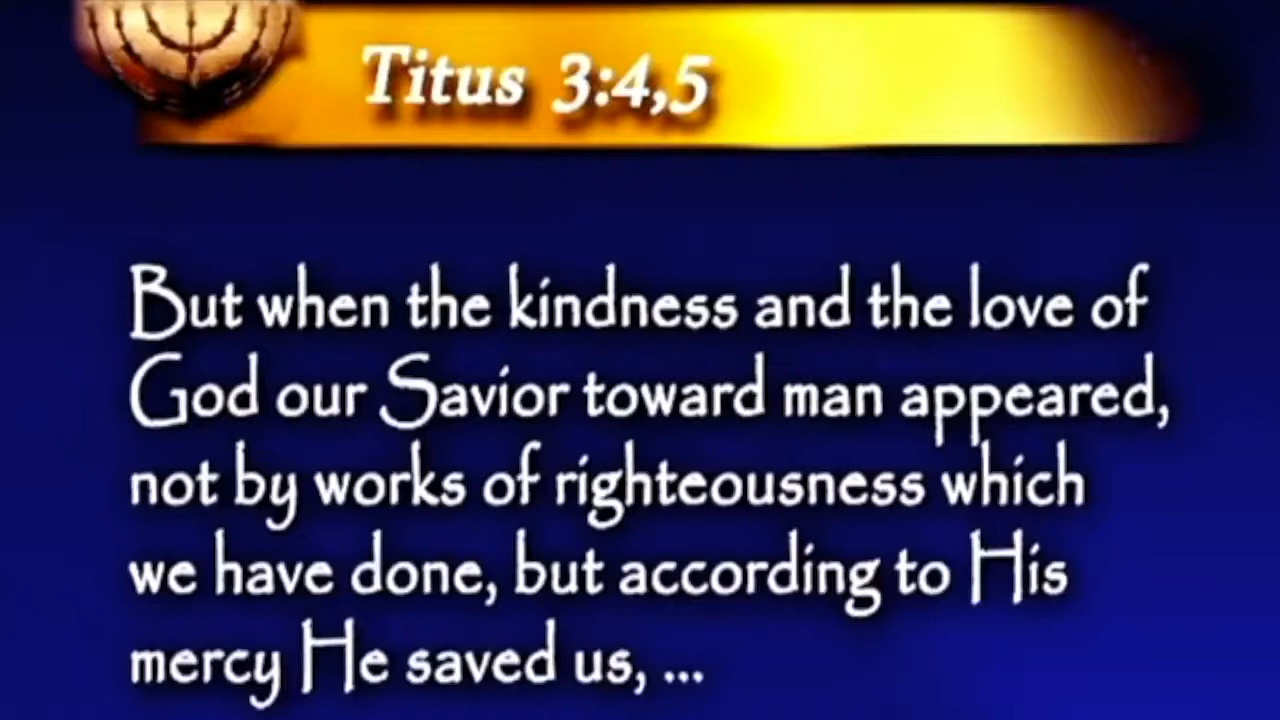 Titus 3:4,5
But when the kindness and the love of
God our Savior toward man appeared,
not by works of righteousness which
we have done, but according to His
mercy He saved us, ...